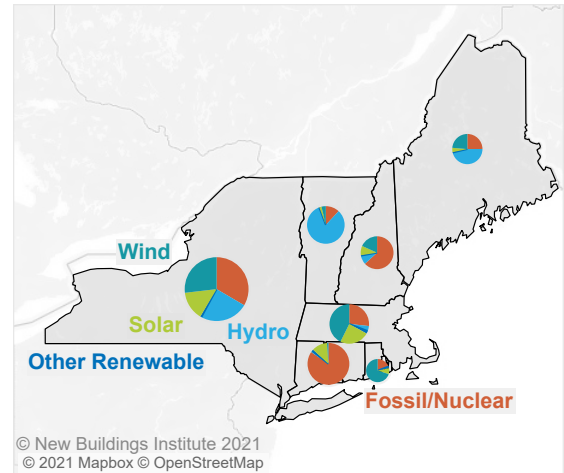 Wind
Solar
Hydro
Other Renewable
Fossil/Nuclear
© New Buildings Institute 2021
© 2021 Mapbox © OpenStreetMap